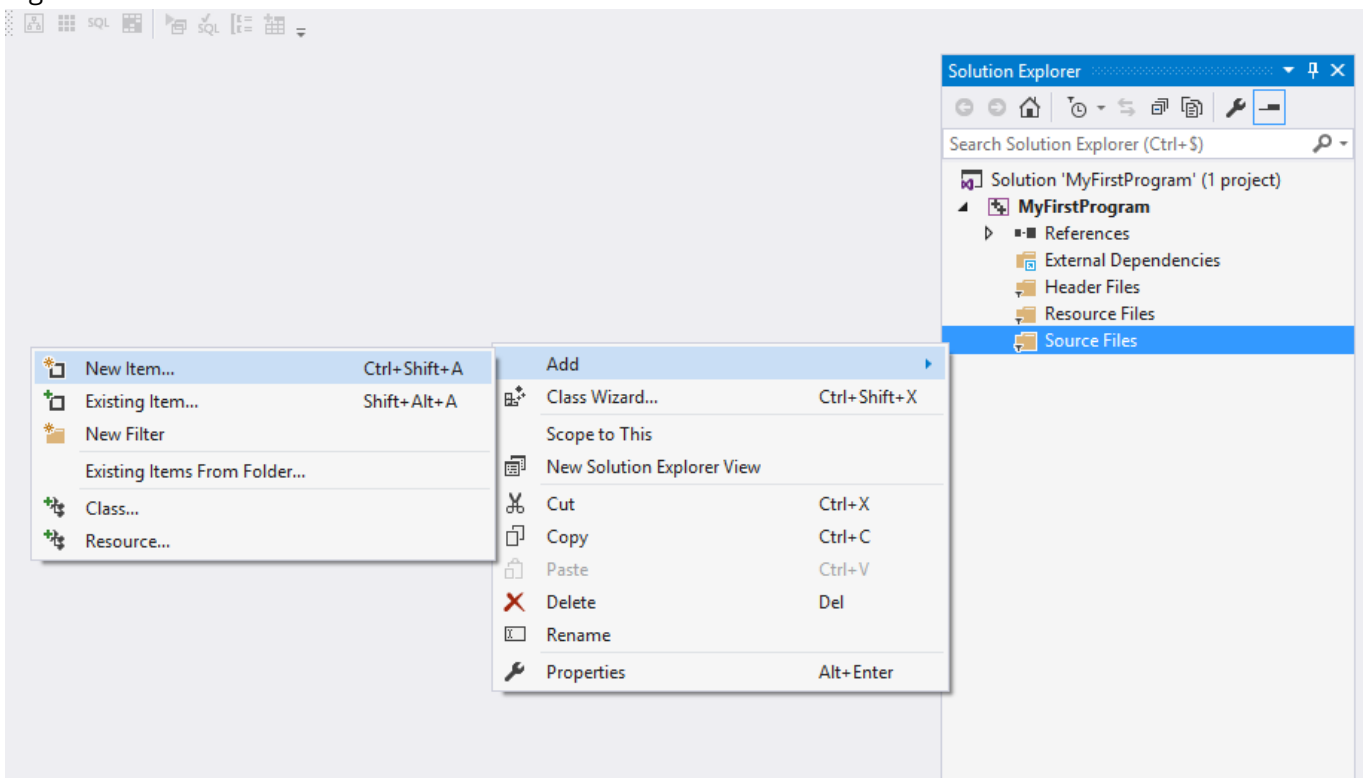 SQL
SQL
Solution Explorer
Search Solution Explorer (Ctrl+$)
Solution 'MyFirstProgram' (1 project)
MyFirstProgram
References
External Dependencies
Header Files
Resource Files
Source Files
New Item... Ctrl+Shift+A
Existing Item... Shift+Alt+A
New Filter
Existing Items From Folder...
Class...
Resource...
Add
Class Wizard... Ctrl+Shift+X
Scope to This
New Solution Explorer View
Cut Ctrl+X
Copy Ctrl+C
Paste Ctrl+V
Delete Del
Rename
Properties Alt+Enter